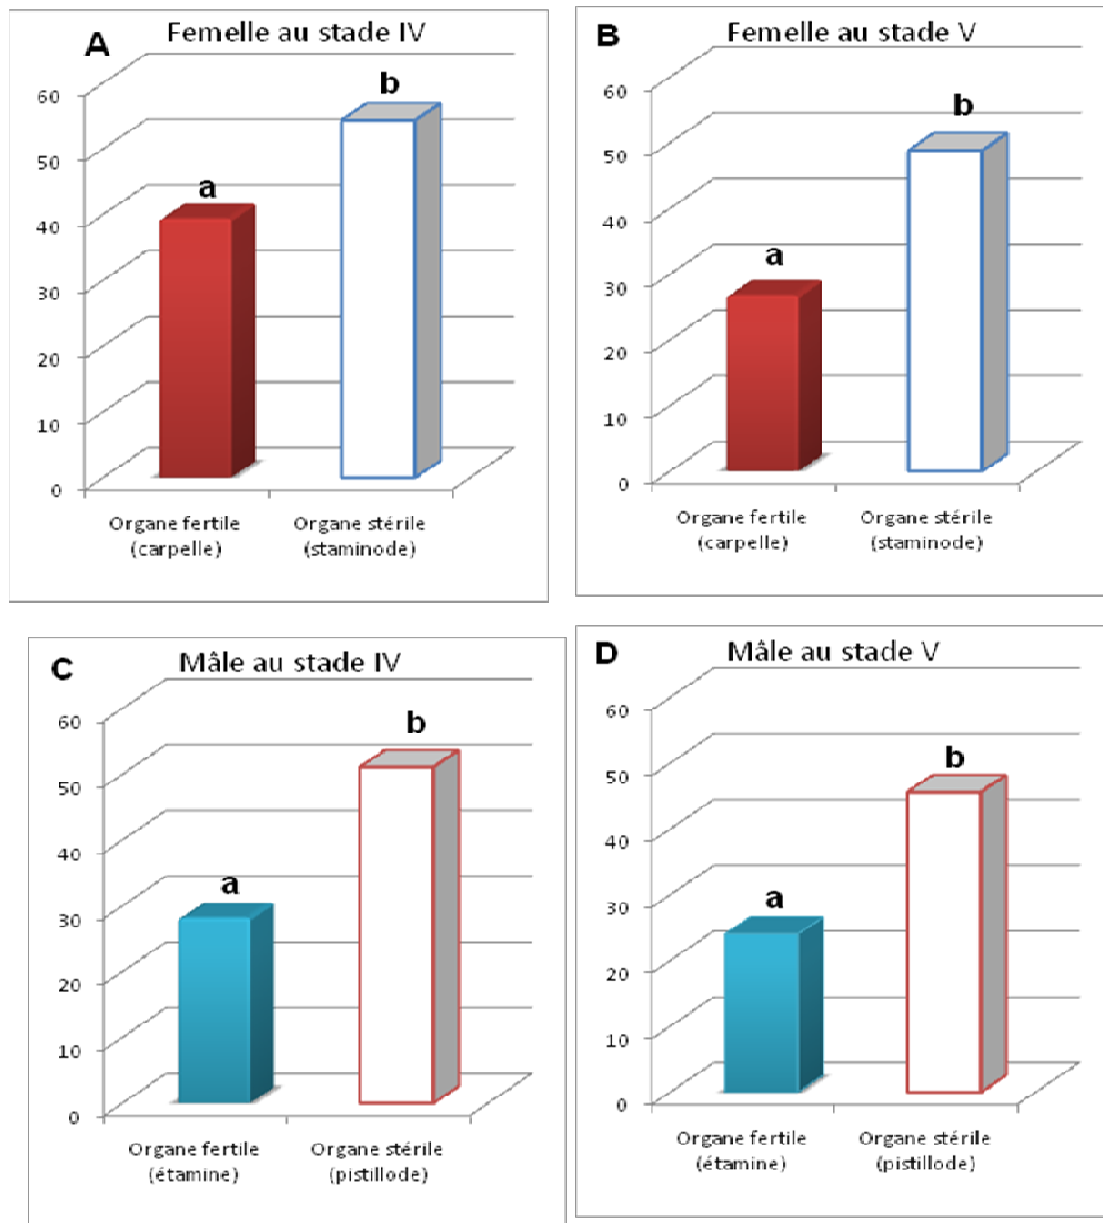 A
Femelle au stade IV
60
50
40
30
20
10
0
a
b
Organe fertile
(carpelle)
Organe stérile
(staminode)
B
Femelle au stade V
60
50
40
30
20
10
0
a
b
Organe fertile
(carpelle)
Organe stérile
(staminode)
C
Mâle au stade IV
60
50
40
30
20
10
0
a
b
Organe fertile
(étamine)
Organe stérile
(pistillode)
D
Mâle au stade V
60
50
40
30
20
10
0
a
b
Organe fertile
(étamine)
Organe stérile
(pistillode)